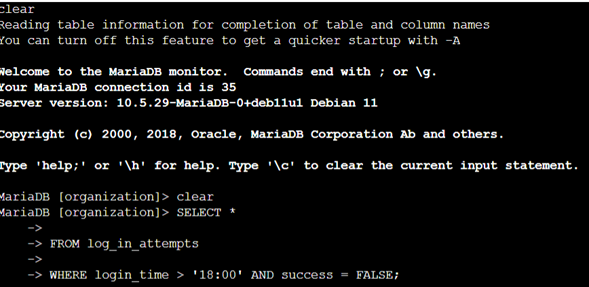 clear
Reading table information for completion of table and column names
You can turn off this feature to get a quicker startup with -A
Welcome to the MariaDB monitor.  Commands end with ; or \g.
Your MariaDB connection id is 35
Server version: 10.5.29-MariaDB-0+deb11u1 Debian 11
Copyright (c) 2000, 2018, Oracle, MariaDB Corporation Ab and others.
Type 'help;' or '\h' for help. Type '\c' to clear the current input statement.
MariaDB [organization]> clear
MariaDB [organization]> SELECT *
    ->
    -> FROM log_in_attempts
    ->
    -> WHERE login_time > '18:00' AND success = FALSE;